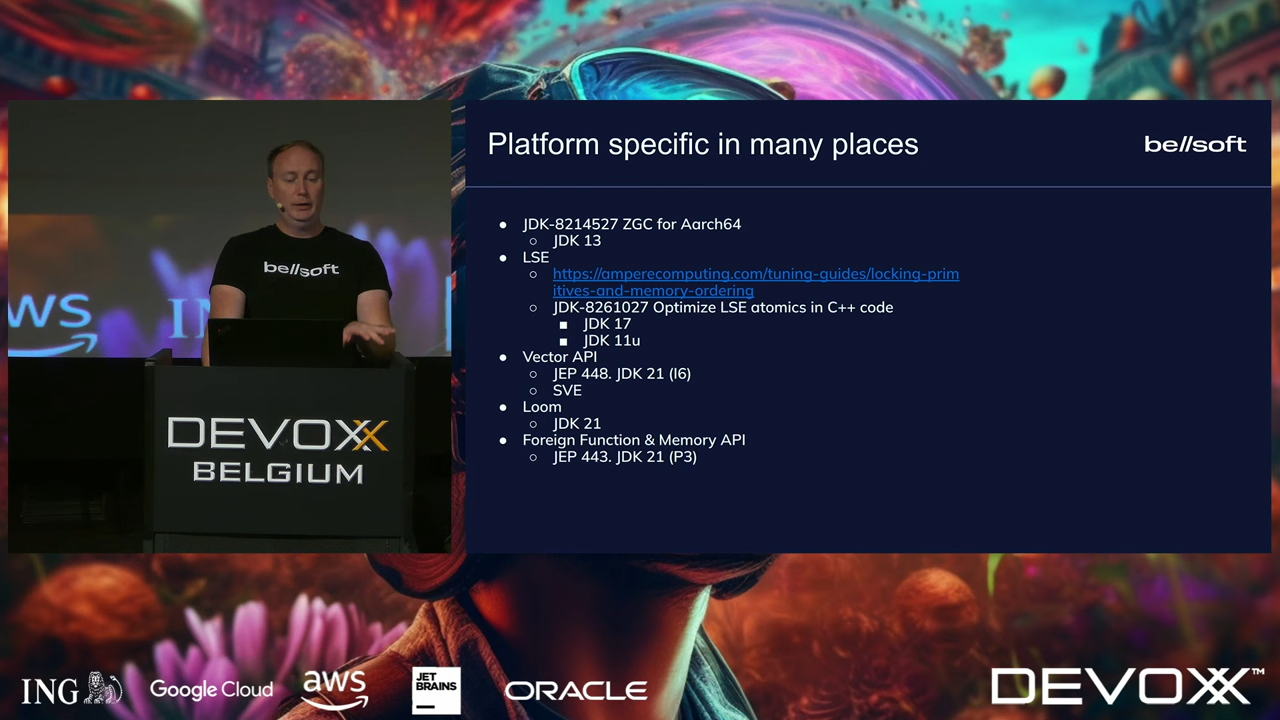 Platform specific in many places
bellsoft
JDK-8214527 ZGC for Aarch64
JDK 13
LSE
https://amperecomputing.com/tuning-guides/locking-prim
itives-and-memory-ordering
JDK-8261027 Optimize LSE atomics in C++ code
JDK 17
JDK 11u
Vector API
JEP 448. JDK 21 (I6)
SVE
Loom
JDK 21
Foreign Function & Memory API
JEP 443. JDK 21 (P3)
bellsoft
aws
IN
DEVOXX
BELGIUM
ING
Google Cloud
aws
JET
BRAINS
ORACLE
DEVOXX™